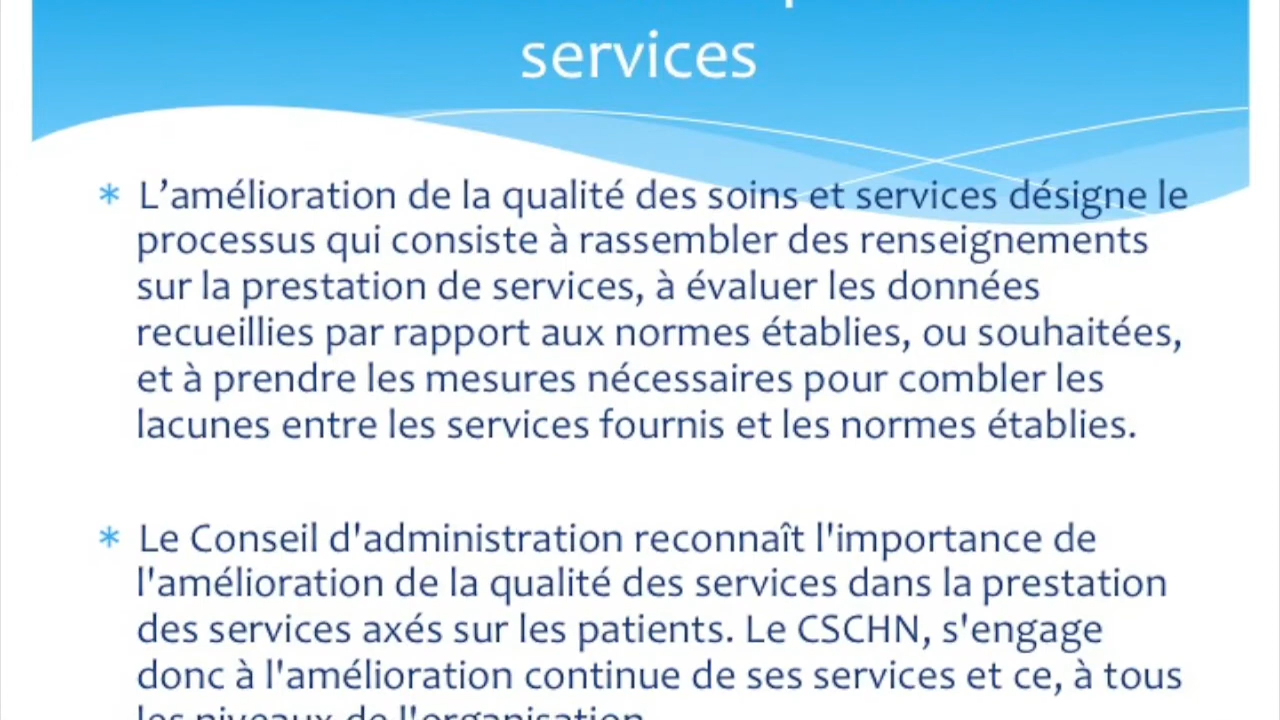 services
* L’amélioration de la qualité des soins et services désigne le
processus qui consiste à rassembler des renseignements
sur la prestation de services, à évaluer les données
recueillies par rapport aux normes établies, ou souhaitées,
et à prendre les mesures nécessaires pour combler les
lacunes entre les services fournis et les normes établies.
* Le Conseil d'administration reconnaît l'importance de
l'amélioration de la qualité des services dans la prestation
des services axés sur les patients. Le CSCHN, s'engage
donc à l'amélioration continue de ses services et ce, à tous
les niveaux de l'organisation.